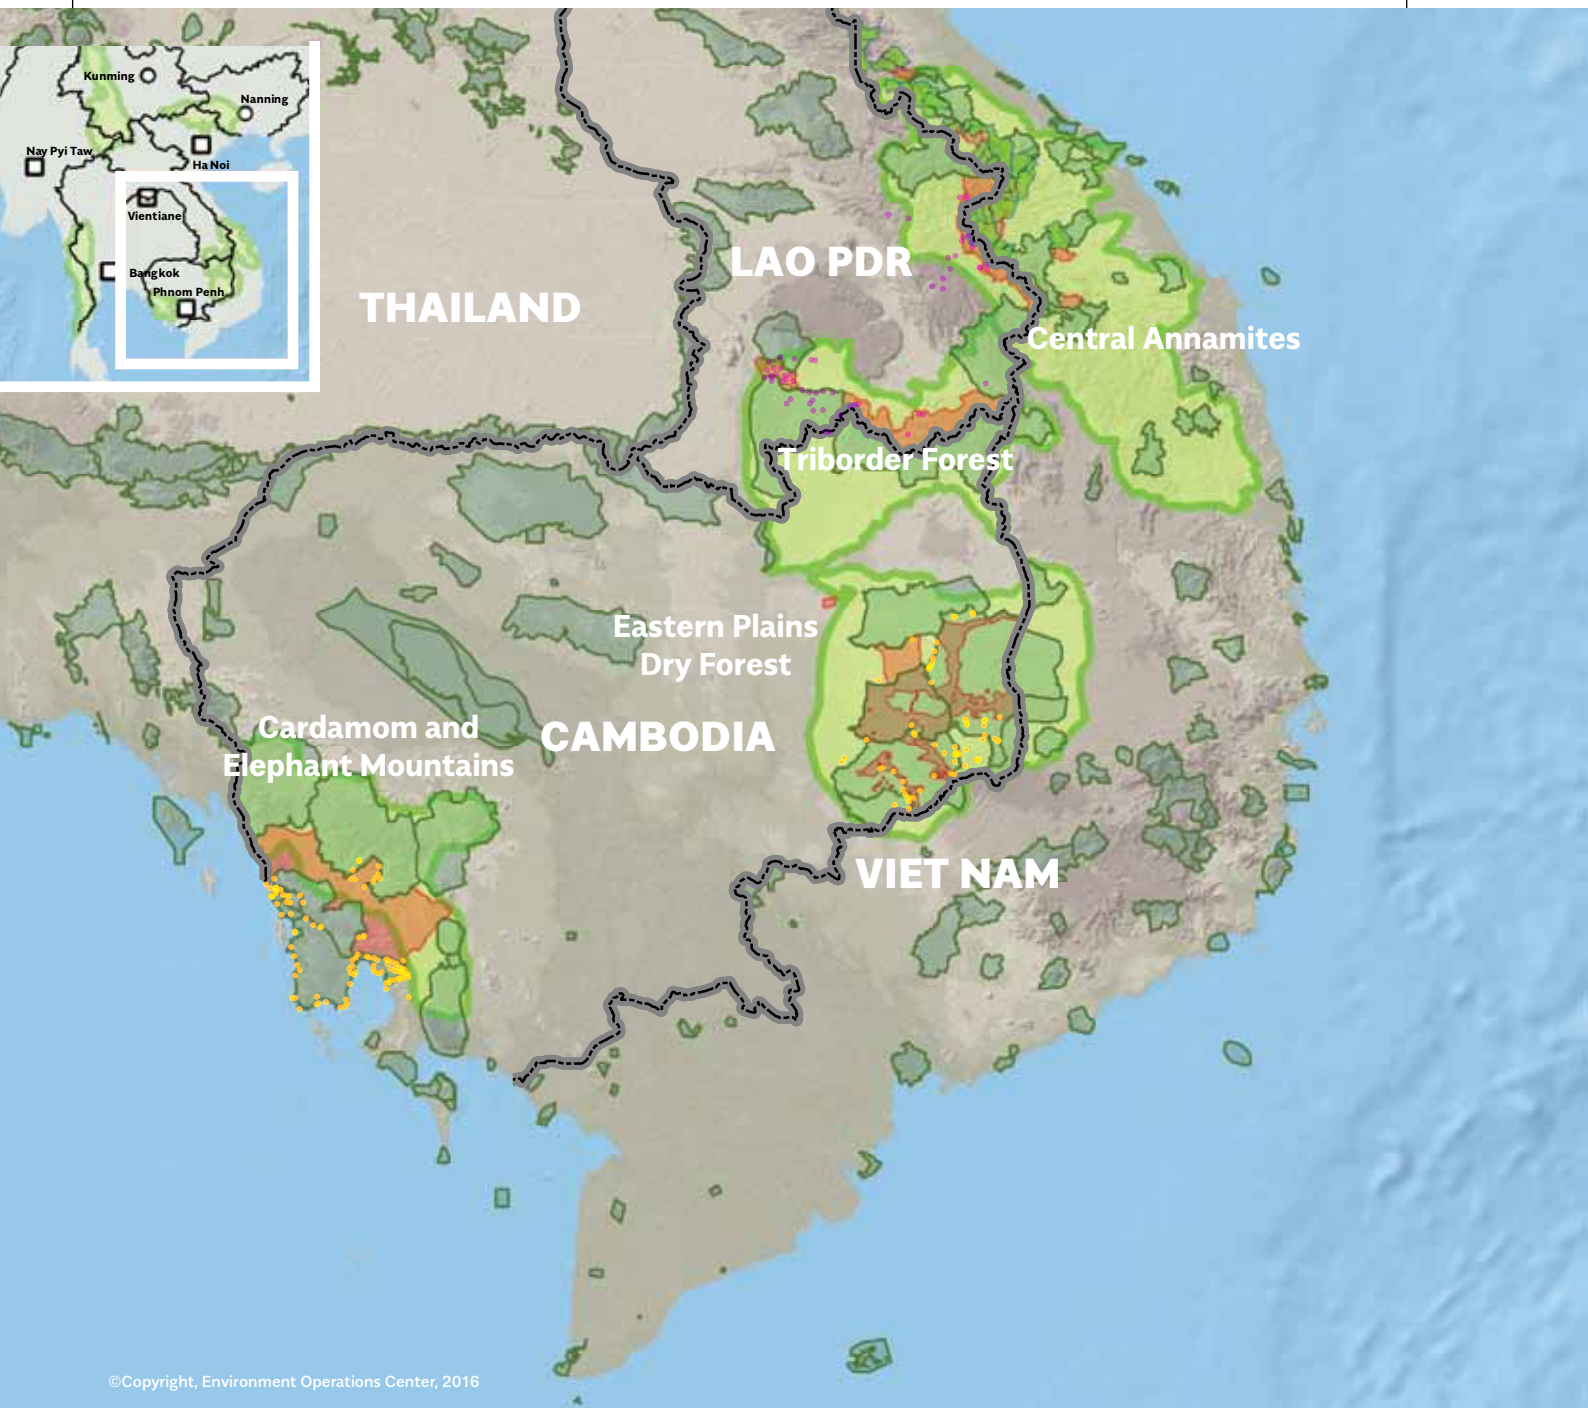 Kunming
Nanning
Nay Pyi Taw
Ha Noi
Vientiane
Bangkok
Phnom Penh
THAILAND
LAO PDR
Central Annamites
Triborder Forest
Eastern Plains
Dry Forest
CAMBODIA
Cardamom and
Elephant Mountains
VIET NAM
©Copyright, Environment Operations Center, 2016